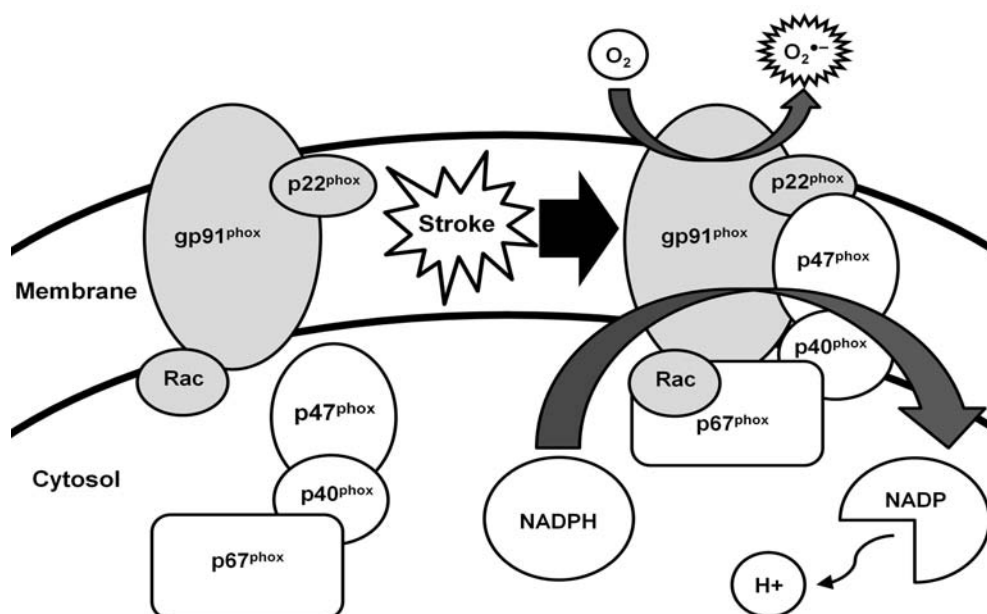 O₂
O₂•−
p22phox
gp91phox
Stroke
p22phox
gp91phox
p47phox
Membrane
Rac
p40phox
Rac
p47phox
p67phox
Cytosol
p40phox
NADPH
NADP
p67phox
H+